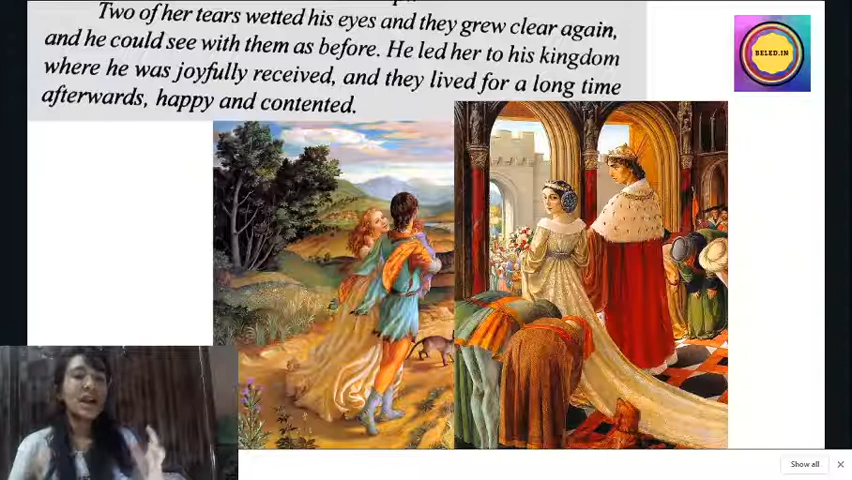 Two of her tears wetted his eyes and they grew clear again,
and he could see with them as before. He led her to his kingdom
where he was joyfully received, and they lived for a long time
afterwards, happy and contented.
BELED.IN
Show all